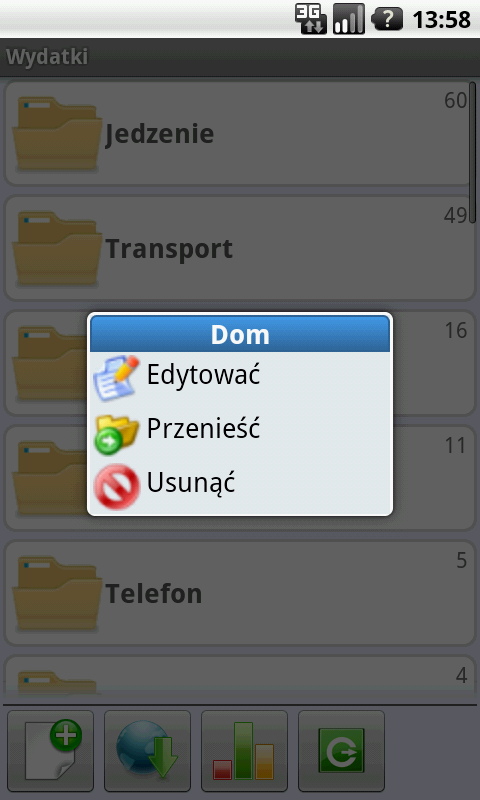 3G
13:58
Wydatki
60
Jedzenie
49
Transport
16
Dom
Edytować
Przenieść
Usunąć
11
5
Telefon
4